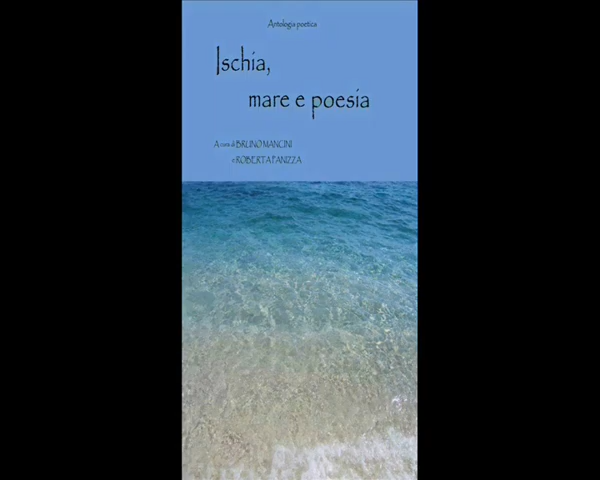 Antologia poetica
Ischia,
mare e poesia
A cura di BRUNO MANCINI
e ROBERTA PANIZZA